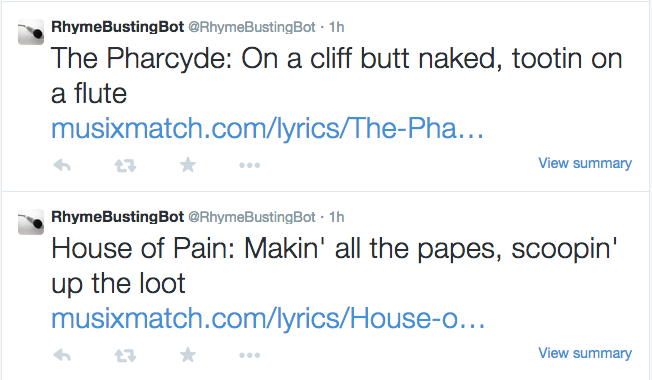 RhymeBustingBot @RhymeBustingBot · 1h
The Pharcyde: On a cliff butt naked, tootin on
a flute
musixmatch.com/lyrics/The-Pha…
View summary
RhymeBustingBot @RhymeBustingBot · 1h
House of Pain: Makin' all the papes, scoopin'
up the loot
musixmatch.com/lyrics/House-o…
View summary